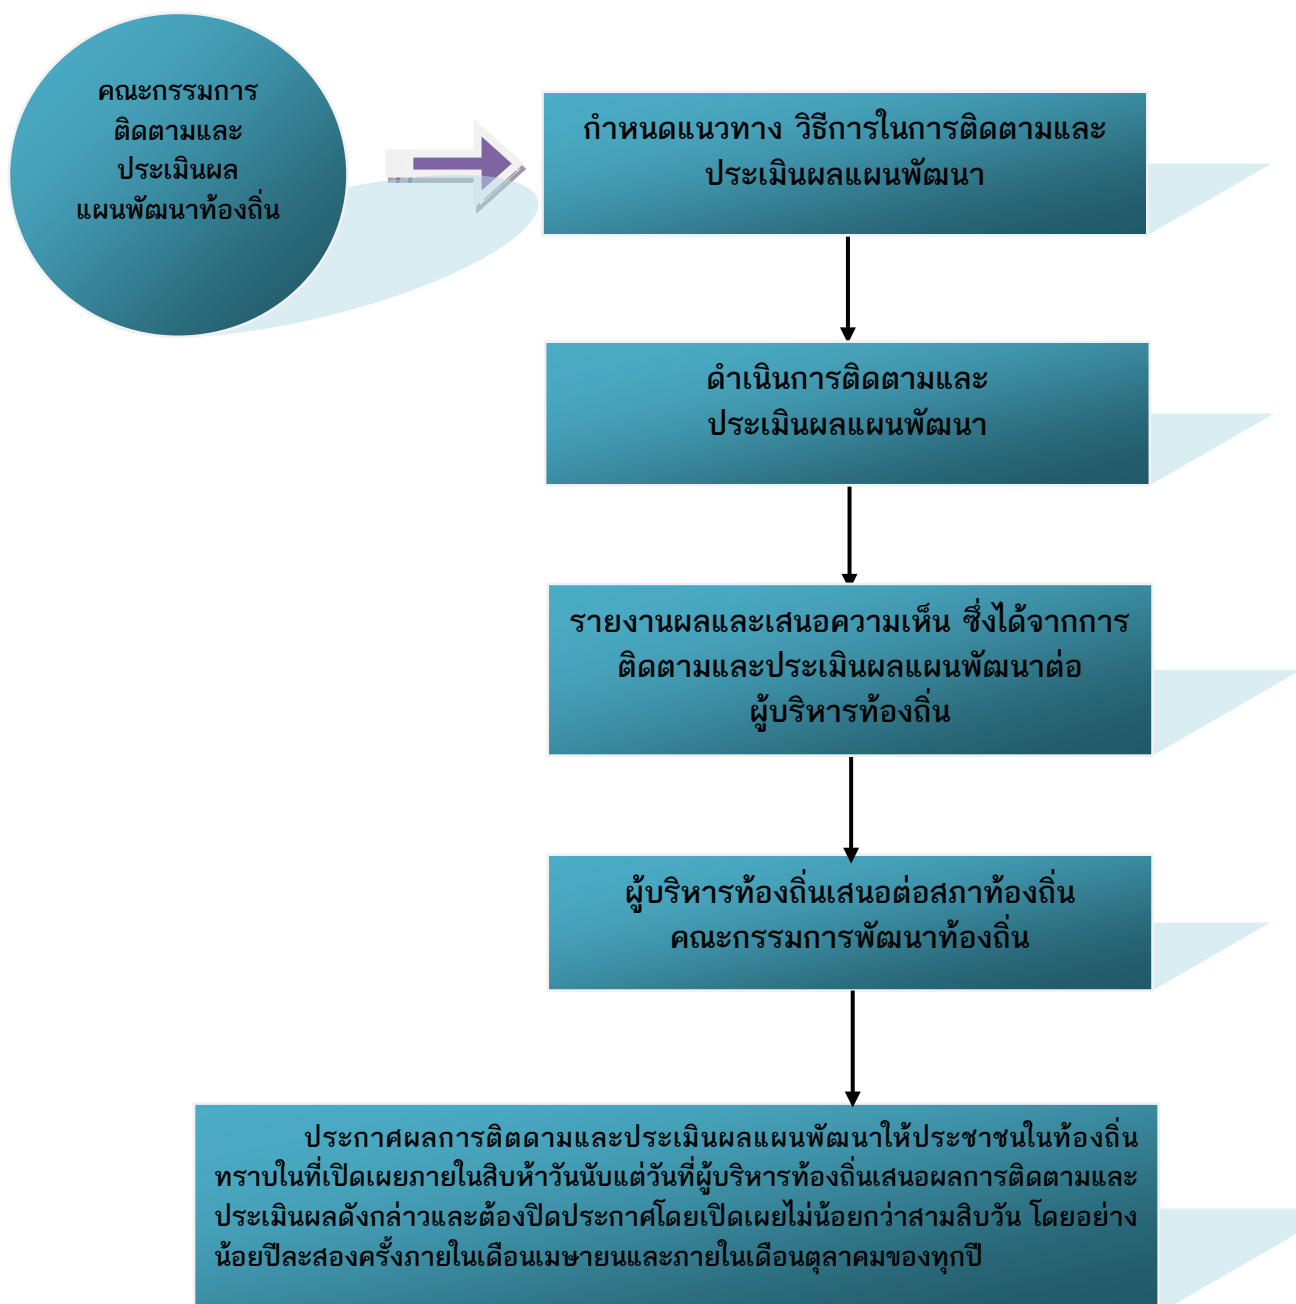 คณะกรรมการ
ติดตามและ
ประเมินผล
แผนพัฒนาท้องถิ่น
กำหนดแนวทาง วิธีการในการติดตามและ
ประเมินผลแผนพัฒนา
ดำเนินการติดตามและ
ประเมินผลแผนพัฒนา
รายงานผลและเสนอความเห็น ซึ่งได้จากการ
ติดตามและประเมินผลแผนพัฒนาต่อ
ผู้บริหารท้องถิ่น
ผู้บริหารท้องถิ่นเสนอต่อสภาท้องถิ่น
คณะกรรมการพัฒนาท้องถิ่น
ประกาศผลการติตดามและประเมินผลแผนพัฒนาให้ประชาชนในท้องถิ่น
ทราบในที่เปิดเผยภายในสิบห้าวันนับแต่วันที่ผู้บริหารท้องถิ่นเสนอผลการติดตามและ
ประเมินผลดังกล่าวและต้องปิดประกาศโดยเปิดเผยไม่น้อยกว่าสามสิบวัน โดยอย่าง
น้อยปีละสองครั้งภายในเดือนเมษายนและภายในเดือนตุลาคมของทุกปี